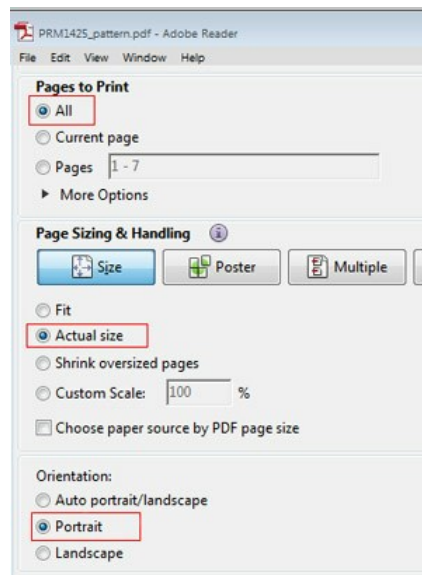 PRM1425_pattern.pdf - Adobe Reader
File Edit View Window Help
Pages to Print
All
Current page
Pages 1 - 7
More Options
Page Sizing & Handling
Size Poster Multiple
Fit
Actual size
Shrink oversized pages
Custom Scale: 100 %
Choose paper source by PDF page size
Orientation:
Auto portrait/landscape
Portrait
Landscape